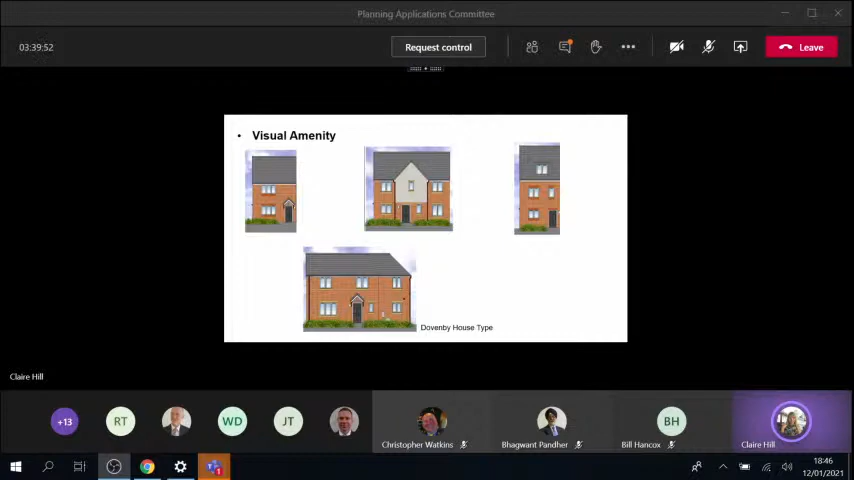 Planning Applications Committee
03:39:52
Request control
Leave
• Visual Amenity
Dovenby House Type
Claire Hill
+13
RT
WD
JT
BH
Christopher Watkins
Bhagwant Pandher
Bill Hancox
Claire Hill
18:46
12/01/2021